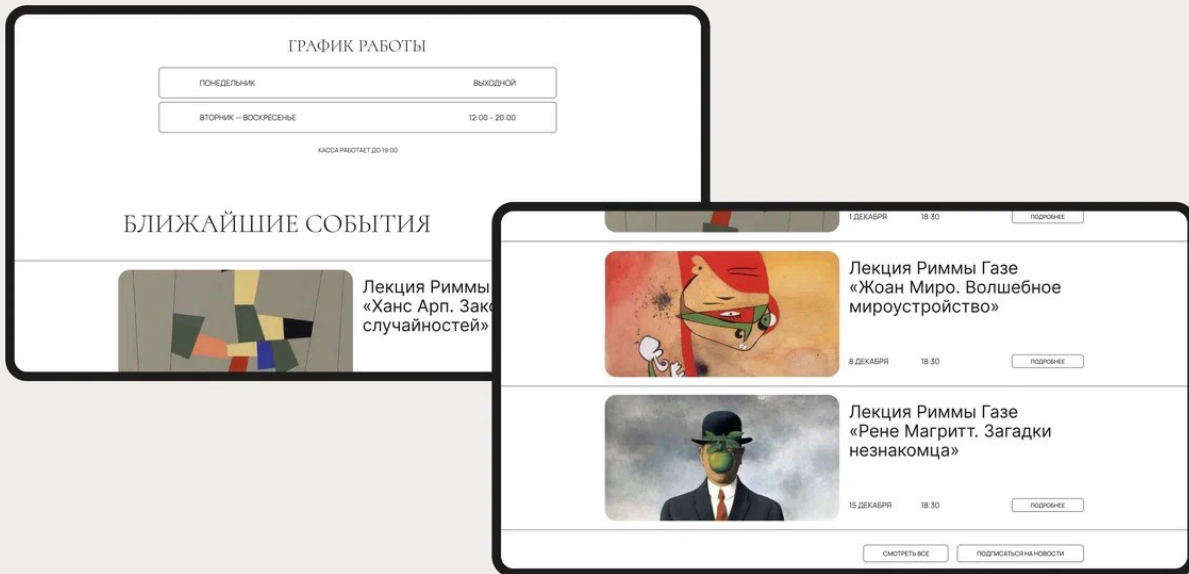 ГРАФИК РАБОТЫ
ПОНЕДЕЛЬНИК ВЫХОДНОЙ
ВТОРНИК – ВОСКРЕСЕНЬЕ 12:00 – 20:00
КАССА РАБОТАЕТ ДО 19:00
БЛИЖАЙШИЕ СОБЫТИЯ
Лекция Риммы
«Ханс Арп. Зако
случайностей»
1 ДЕКАБРЯ 18:30 ПОДРОБНЕЕ
Лекция Риммы Газе
«Жоан Миро. Волшебное
мироустройство»
8 ДЕКАБРЯ 18:30 ПОДРОБНЕЕ
Лекция Риммы Газе
«Рене Магритт. Загадки
незнакомца»
15 ДЕКАБРЯ 18:30 ПОДРОБНЕЕ
СМОТРЕТЬ ВСЕ ПОДПИСАТЬСЯ НА НОВОСТИ